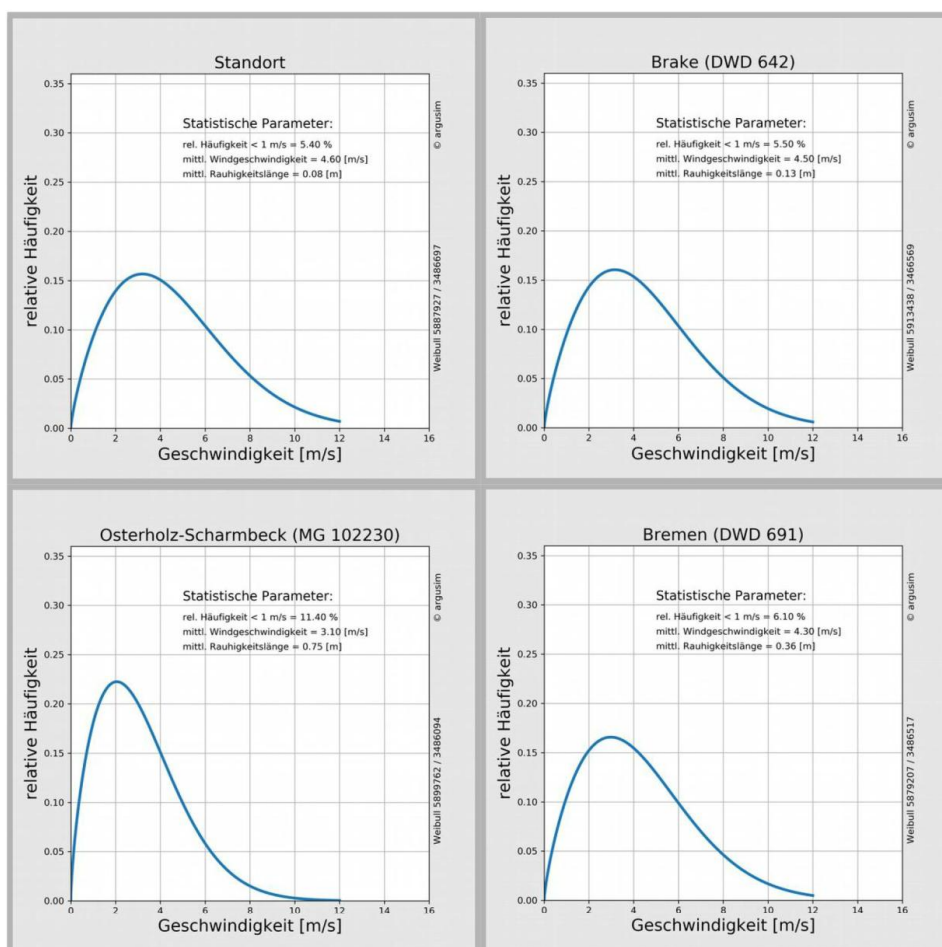 Standort
0.35
0.30
0.25
0.20
0.15
0.10
0.05
0.00
relative Häufigkeit
Statistische Parameter:
rel. Häufigkeit < 1 m/s = 5.40 %
mittl. Windgeschwindigkeit = 4.60 [m/s]
mittl. Rauhigkeitslänge = 0.08 [m]
0 2 4 6 8 10 12 14 16
Geschwindigkeit [m/s]
© argusim
Weibull 5887927 / 3486697
Brake (DWD 642)
0.35
0.30
0.25
0.20
0.15
0.10
0.05
0.00
relative Häufigkeit
Statistische Parameter:
rel. Häufigkeit < 1 m/s = 5.50 %
mittl. Windgeschwindigkeit = 4.50 [m/s]
mittl. Rauhigkeitslänge = 0.13 [m]
0 2 4 6 8 10 12 14 16
Geschwindigkeit [m/s]
© argusim
Weibull 5913438 / 3466569
Osterholz-Scharmbeck (MG 102230)
0.35
0.30
0.25
0.20
0.15
0.10
0.05
0.00
relative Häufigkeit
Statistische Parameter:
rel. Häufigkeit < 1 m/s = 11.40 %
mittl. Windgeschwindigkeit = 3.10 [m/s]
mittl. Rauhigkeitslänge = 0.75 [m]
0 2 4 6 8 10 12 14 16
Geschwindigkeit [m/s]
© argusim
Weibull 5899762 / 3486094
Bremen (DWD 691)
0.35
0.30
0.25
0.20
0.15
0.10
0.05
0.00
relative Häufigkeit
Statistische Parameter:
rel. Häufigkeit < 1 m/s = 6.10 %
mittl. Windgeschwindigkeit = 4.30 [m/s]
mittl. Rauhigkeitslänge = 0.36 [m]
0 2 4 6 8 10 12 14 16
Geschwindigkeit [m/s]
© argusim
Weibull 5879207 / 3486517